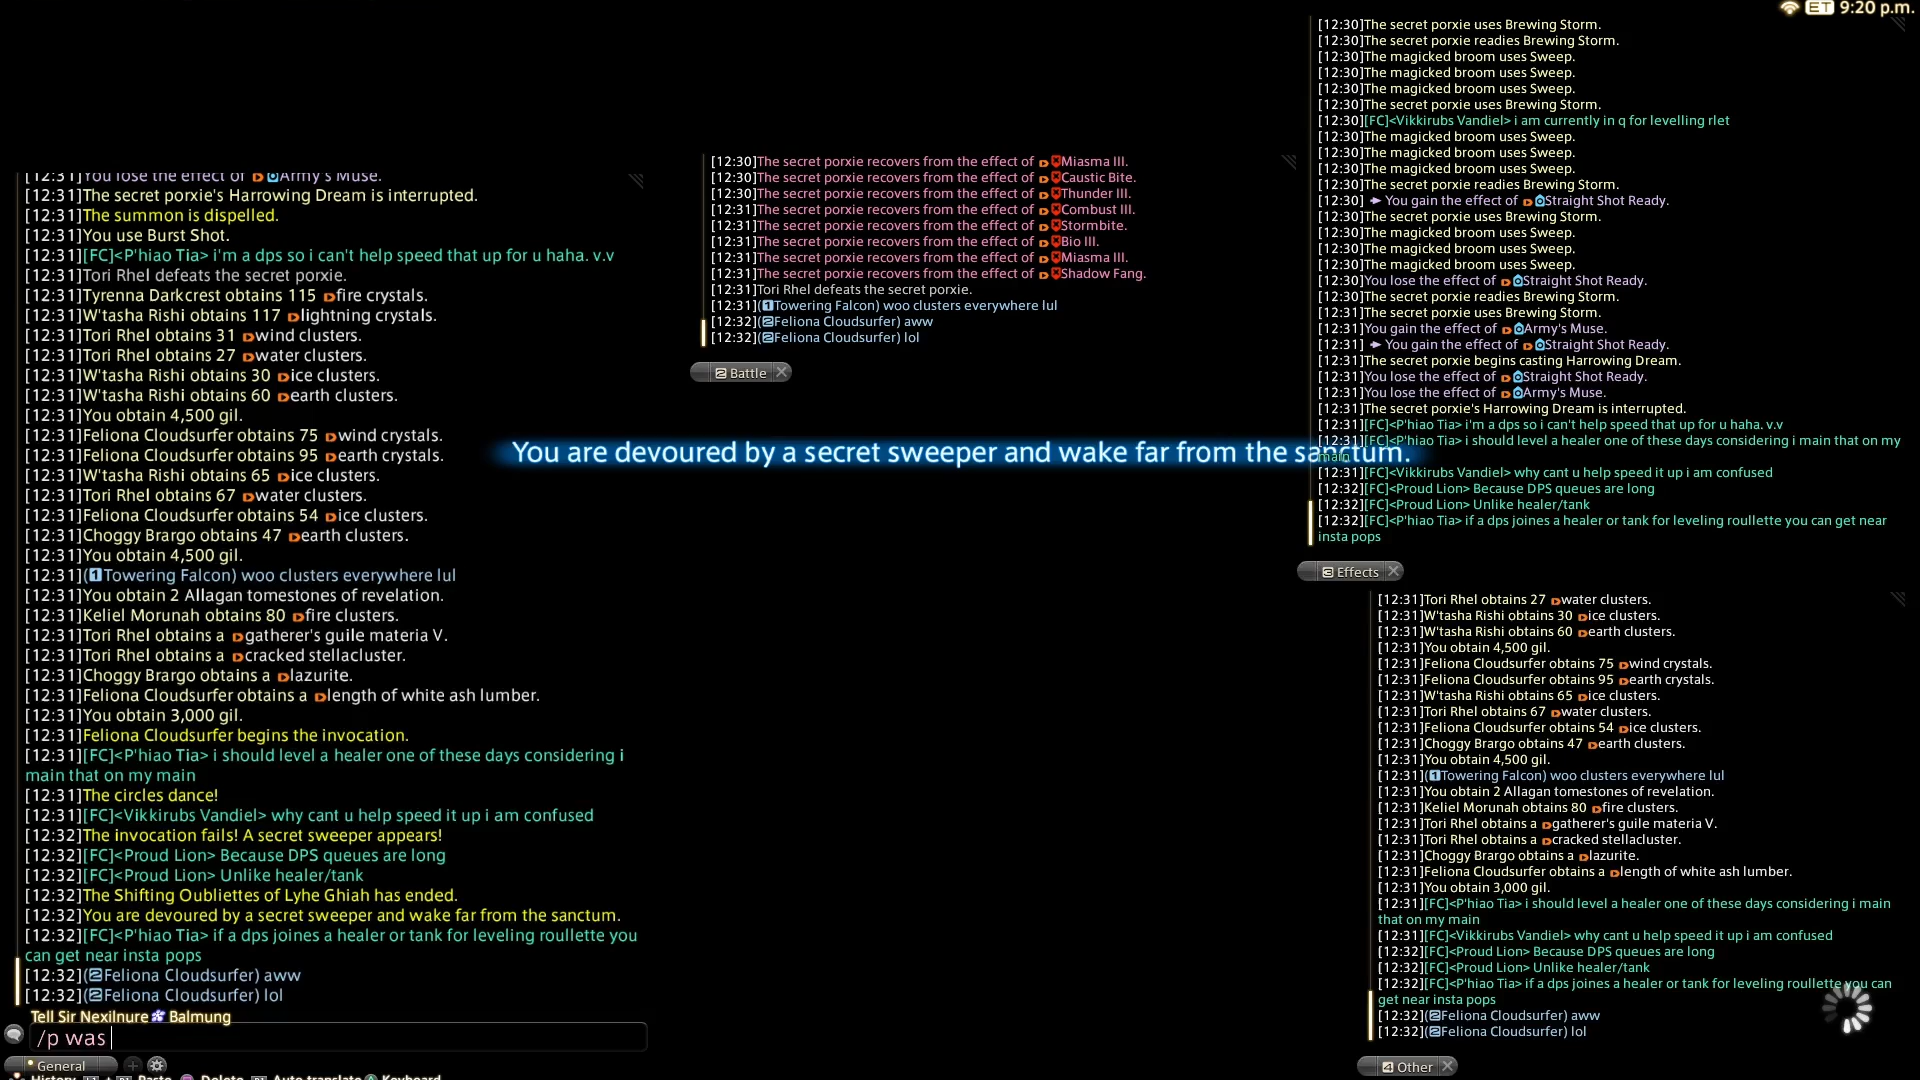 ET 9:20 p.m.
[12:31]You lose the effect of Army's Muse.
[12:31]The secret porxie's Harrowing Dream is interrupted.
[12:31]The summon is dispelled.
[12:31]You use Burst Shot.
[12:31][FC]<P'hiao Tia> i'm a dps so i can't help speed that up for u haha. v.v
[12:31]Tori Rhel defeats the secret porxie.
[12:31]Tyrenna Darkcrest obtains 115 fire crystals.
[12:31]W'tasha Rishi obtains 117 lightning crystals.
[12:31]Tori Rhel obtains 31 wind clusters.
[12:31]Tori Rhel obtains 27 water clusters.
[12:31]W'tasha Rishi obtains 30 ice clusters.
[12:31]W'tasha Rishi obtains 60 earth clusters.
[12:31]You obtain 4,500 gil.
[12:31]Feliona Cloudsurfer obtains 75 wind crystals.
[12:31]Feliona Cloudsurfer obtains 95 earth crystals.
[12:31]W'tasha Rishi obtains 65 ice clusters.
[12:31]Tori Rhel obtains 67 water clusters.
[12:31]Feliona Cloudsurfer obtains 54 ice clusters.
[12:31]Choggy Brargo obtains 47 earth clusters.
[12:31]You obtain 4,500 gil.
[12:31](1Towering Falcon) woo clusters everywhere lul
[12:31]You obtain 2 Allagan tomestones of revelation.
[12:31]Keliel Morunah obtains 80 fire clusters.
[12:31]Tori Rhel obtains a gatherer's guile materia V.
[12:31]Tori Rhel obtains a cracked stellacluster.
[12:31]Choggy Brargo obtains a lazurite.
[12:31]Feliona Cloudsurfer obtains a length of white ash lumber.
[12:31]You obtain 3,000 gil.
[12:31]Feliona Cloudsurfer begins the invocation.
[12:31][FC]<P'hiao Tia> i should level a healer one of these days considering i
main that on my main
[12:31]The circles dance!
[12:31][FC]<Vikkirubs Vandiel> why cant u help speed it up i am confused
[12:32]The invocation fails! A secret sweeper appears!
[12:32][FC]<Proud Lion> Because DPS queues are long
[12:32][FC]<Proud Lion> Unlike healer/tank
[12:32]The Shifting Oubliettes of Lyhe Ghiah has ended.
[12:32]You are devoured by a secret sweeper and wake far from the sanctum.
[12:32][FC]<P'hiao Tia> if a dps joines a healer or tank for leveling roullette you
can get near insta pops
[12:32](2Feliona Cloudsurfer) aww
[12:32](2Feliona Cloudsurfer) lol
Tell Sir Nexilnure Balmung
/p was
General
History L1 + R1 Paste Delete R1 Auto-translate Keyboard
[12:30]The secret porxie recovers from the effect of Miasma III.
[12:30]The secret porxie recovers from the effect of Caustic Bite.
[12:30]The secret porxie recovers from the effect of Thunder III.
[12:31]The secret porxie recovers from the effect of Combust III.
[12:31]The secret porxie recovers from the effect of Stormbite.
[12:31]The secret porxie recovers from the effect of Bio III.
[12:31]The secret porxie recovers from the effect of Miasma III.
[12:31]The secret porxie recovers from the effect of Shadow Fang.
[12:31]Tori Rhel defeats the secret porxie.
[12:31](1Towering Falcon) woo clusters everywhere lul
[12:32](2Feliona Cloudsurfer) aww
[12:32](2Feliona Cloudsurfer) lol
2 Battle
You are devoured by a secret sweeper and wake far from the sanctum.
[12:30]The secret porxie uses Brewing Storm.
[12:30]The secret porxie readies Brewing Storm.
[12:30]The magicked broom uses Sweep.
[12:30]The magicked broom uses Sweep.
[12:30]The magicked broom uses Sweep.
[12:30]The secret porxie uses Brewing Storm.
[12:30][FC]<Vikkirubs Vandiel> i am currently in q for levelling rlet
[12:30]The magicked broom uses Sweep.
[12:30]The magicked broom uses Sweep.
[12:30]The magicked broom uses Sweep.
[12:30]The secret porxie readies Brewing Storm.
[12:30] You gain the effect of Straight Shot Ready.
[12:30]The secret porxie uses Brewing Storm.
[12:30]The magicked broom uses Sweep.
[12:30]The magicked broom uses Sweep.
[12:30]The magicked broom uses Sweep.
[12:30]You lose the effect of Straight Shot Ready.
[12:31]The secret porxie readies Brewing Storm.
[12:31]The secret porxie uses Brewing Storm.
[12:31]You gain the effect of Army's Muse.
[12:31] You gain the effect of Straight Shot Ready.
[12:31]The secret porxie begins casting Harrowing Dream.
[12:31]You lose the effect of Straight Shot Ready.
[12:31]You lose the effect of Army's Muse.
[12:31]The secret porxie's Harrowing Dream is interrupted.
[12:31][FC]<P'hiao Tia> i'm a dps so i can't help speed that up for u haha. v.v
[12:31][FC]<P'hiao Tia> i should level a healer one of these days considering i main that on my
main
[12:31][FC]<Vikkirubs Vandiel> why cant u help speed it up i am confused
[12:32][FC]<Proud Lion> Because DPS queues are long
[12:32][FC]<Proud Lion> Unlike healer/tank
[12:32][FC]<P'hiao Tia> if a dps joines a healer or tank for leveling roullette you can get near
insta pops
3 Effects
[12:31]Tori Rhel obtains 27 water clusters.
[12:31]W'tasha Rishi obtains 30 ice clusters.
[12:31]W'tasha Rishi obtains 60 earth clusters.
[12:31]You obtain 4,500 gil.
[12:31]Feliona Cloudsurfer obtains 75 wind crystals.
[12:31]Feliona Cloudsurfer obtains 95 earth crystals.
[12:31]W'tasha Rishi obtains 65 ice clusters.
[12:31]Tori Rhel obtains 67 water clusters.
[12:31]Feliona Cloudsurfer obtains 54 ice clusters.
[12:31]Choggy Brargo obtains 47 earth clusters.
[12:31]You obtain 4,500 gil.
[12:31](1Towering Falcon) woo clusters everywhere lul
[12:31]You obtain 2 Allagan tomestones of revelation.
[12:31]Keliel Morunah obtains 80 fire clusters.
[12:31]Tori Rhel obtains a gatherer's guile materia V.
[12:31]Tori Rhel obtains a cracked stellacluster.
[12:31]Choggy Brargo obtains a lazurite.
[12:31]Feliona Cloudsurfer obtains a length of white ash lumber.
[12:31]You obtain 3,000 gil.
[12:31][FC]<P'hiao Tia> i should level a healer one of these days considering i main
that on my main
[12:31][FC]<Vikkirubs Vandiel> why cant u help speed it up i am confused
[12:32][FC]<Proud Lion> Because DPS queues are long
[12:32][FC]<Proud Lion> Unlike healer/tank
[12:32][FC]<P'hiao Tia> if a dps joines a healer or tank for leveling roullette you can
get near insta pops
[12:32](2Feliona Cloudsurfer) aww
[12:32](2Feliona Cloudsurfer) lol
4 Other